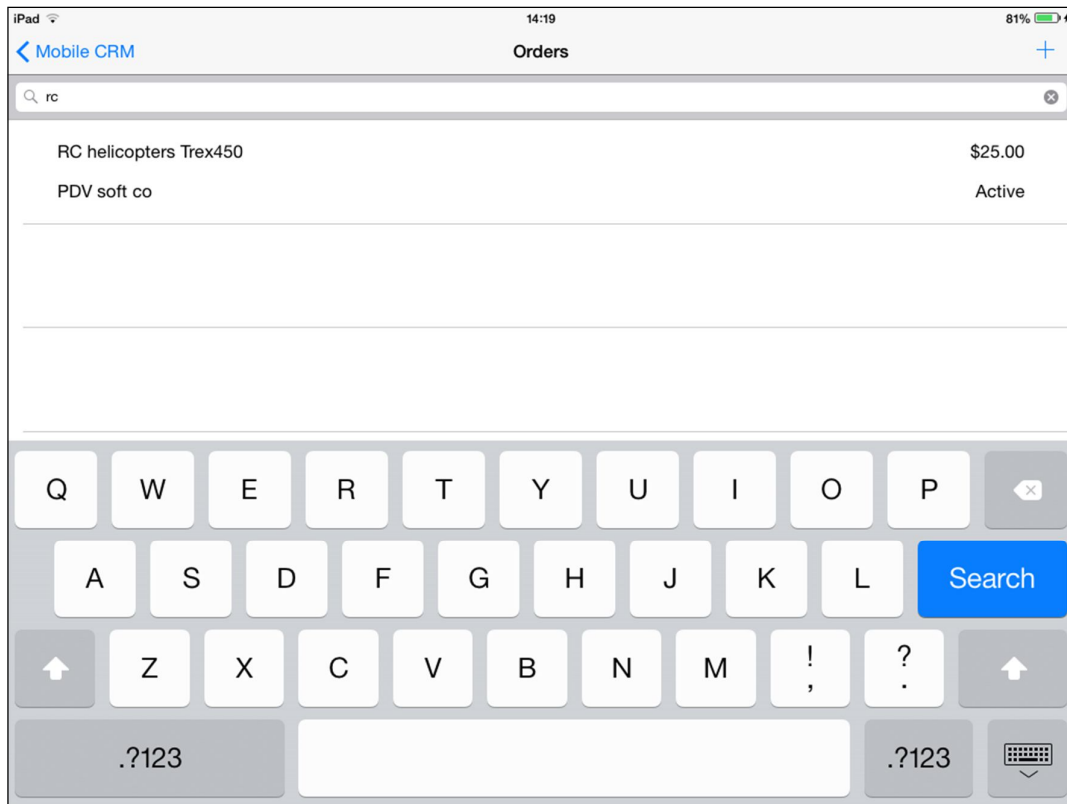 iPad 14:19 81%
Mobile CRM Orders +
rc
RC helicopters Trex450 $25.00
PDV soft co Active
Q W E R T Y U I O P
A S D F G H J K L Search
Z X C V B N M ! , ? .
.?123 .?123